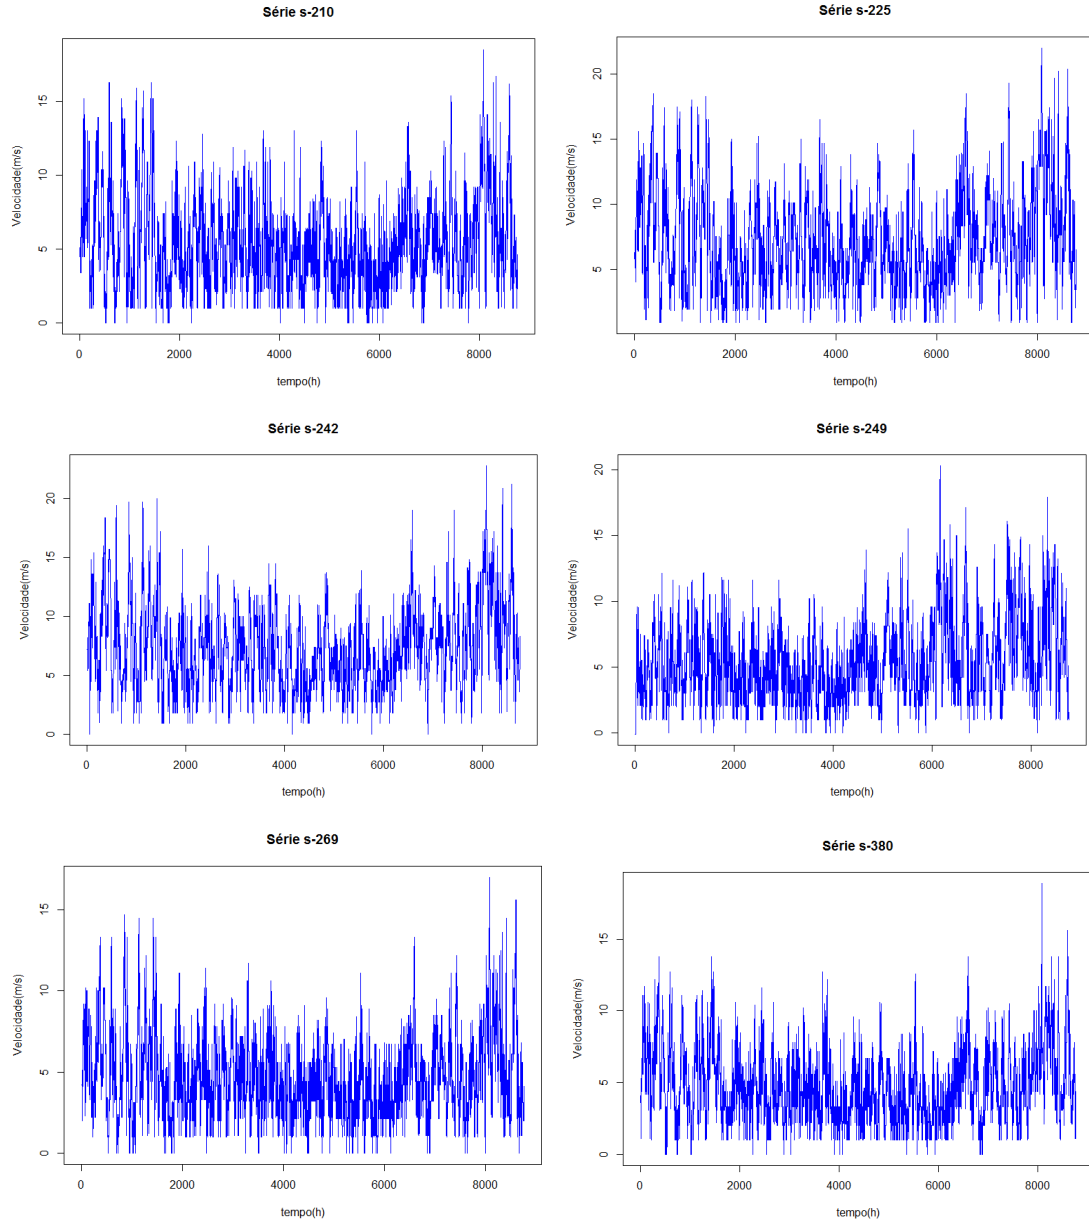 Série s-210
Velocidade(m/s)
15
10
5
0
0 2000 4000 6000 8000
tempo(h)
Série s-225
Velocidade(m/s)
20
15
10
5
0 2000 4000 6000 8000
tempo(h)
Série s-242
Velocidade(m/s)
20
15
10
5
0
0 2000 4000 6000 8000
tempo(h)
Série s-249
Velocidade(m/s)
20
15
10
5
0
0 2000 4000 6000 8000
tempo(h)
Série s-269
Velocidade(m/s)
15
10
5
0
0 2000 4000 6000 8000
tempo(h)
Série s-380
Velocidade(m/s)
15
10
5
0
0 2000 4000 6000 8000
tempo(h)